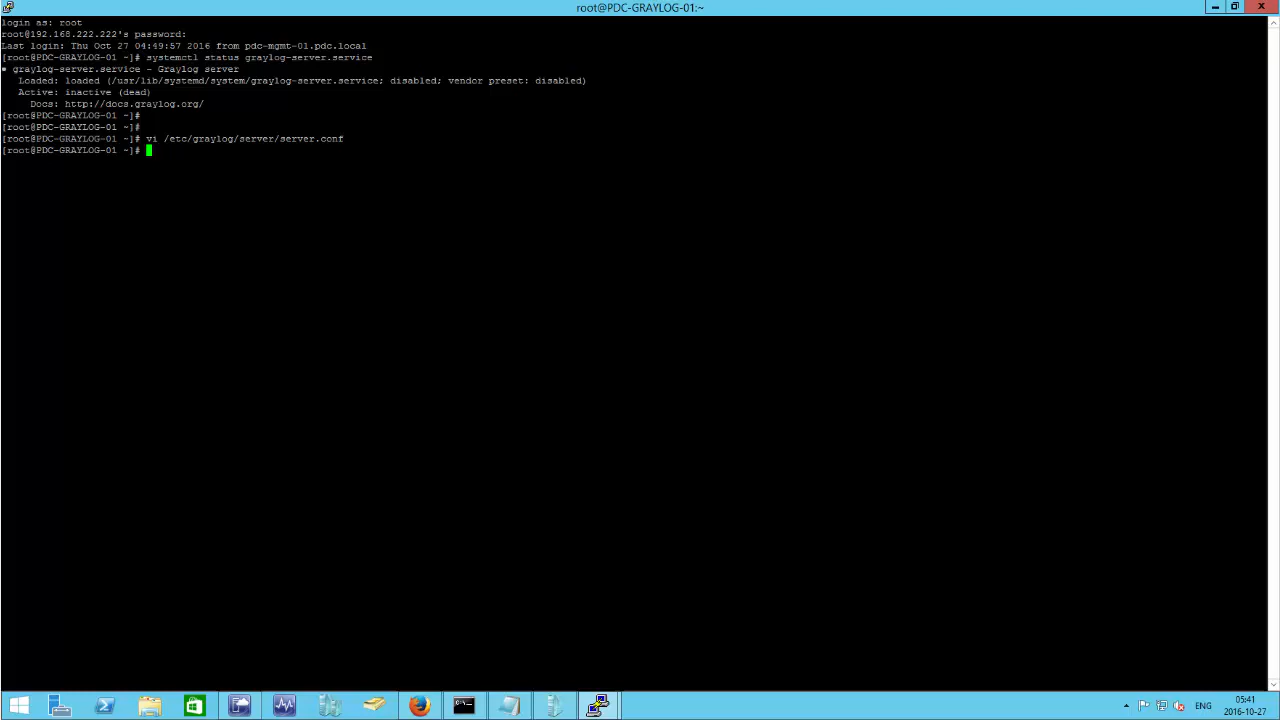 root@PDC-GRAYLOG-01:~
login as: root
root@192.168.222.222's password:
Last login: Thu Oct 27 04:49:57 2016 from pdc-mgmt-01.pdc.local
[root@PDC-GRAYLOG-01 ~]# systemctl status graylog-server.service
graylog-server.service - Graylog server
Loaded: loaded (/usr/lib/systemd/system/graylog-server.service; disabled; vendor preset: disabled)
Active: inactive (dead)
Docs: http://docs.graylog.org/
[root@PDC-GRAYLOG-01 ~]#
[root@PDC-GRAYLOG-01 ~]#
[root@PDC-GRAYLOG-01 ~]# vi /etc/graylog/server/server.conf
[root@PDC-GRAYLOG-01 ~]#
05:41
ENG
2016-10-27